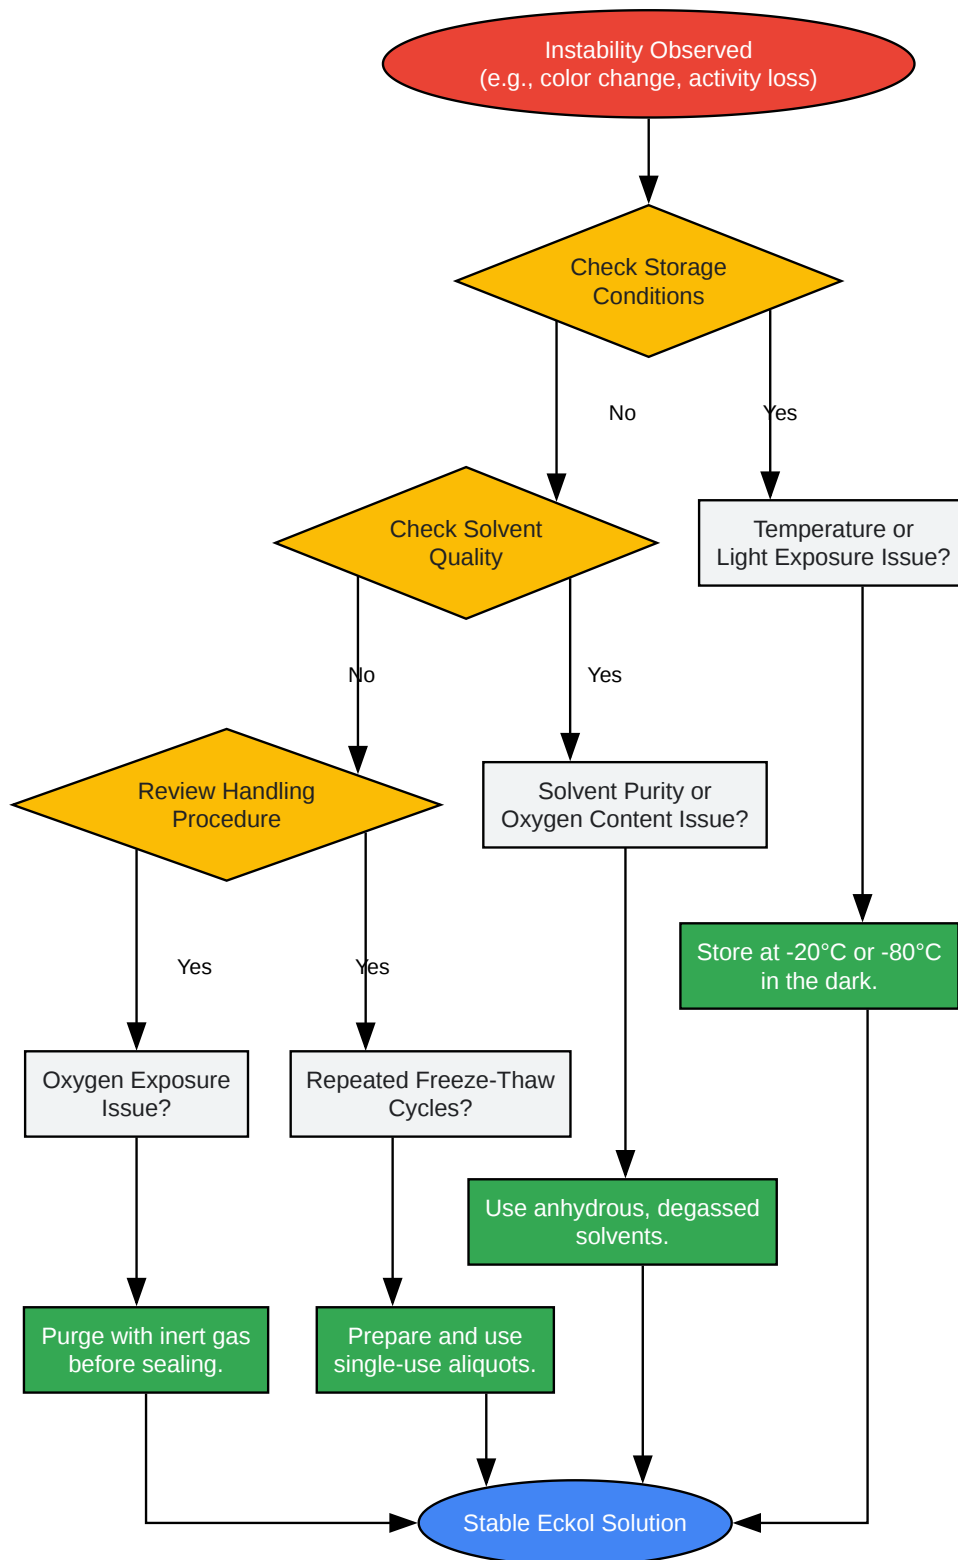 Instability Observed
(e.g., color change, activity loss)
Check Storage
Conditions
No
Yes
Check Solvent
Quality
Temperature or
Light Exposure Issue?
No
Yes
Review Handling
Procedure
Solvent Purity or
Oxygen Content Issue?
Store at -20°C or -80°C
in the dark.
Yes
Yes
Oxygen Exposure
Issue?
Repeated Freeze-Thaw
Cycles?
Use anhydrous, degassed
solvents.
Purge with inert gas
before sealing.
Prepare and use
single-use aliquots.
Stable Eckol Solution